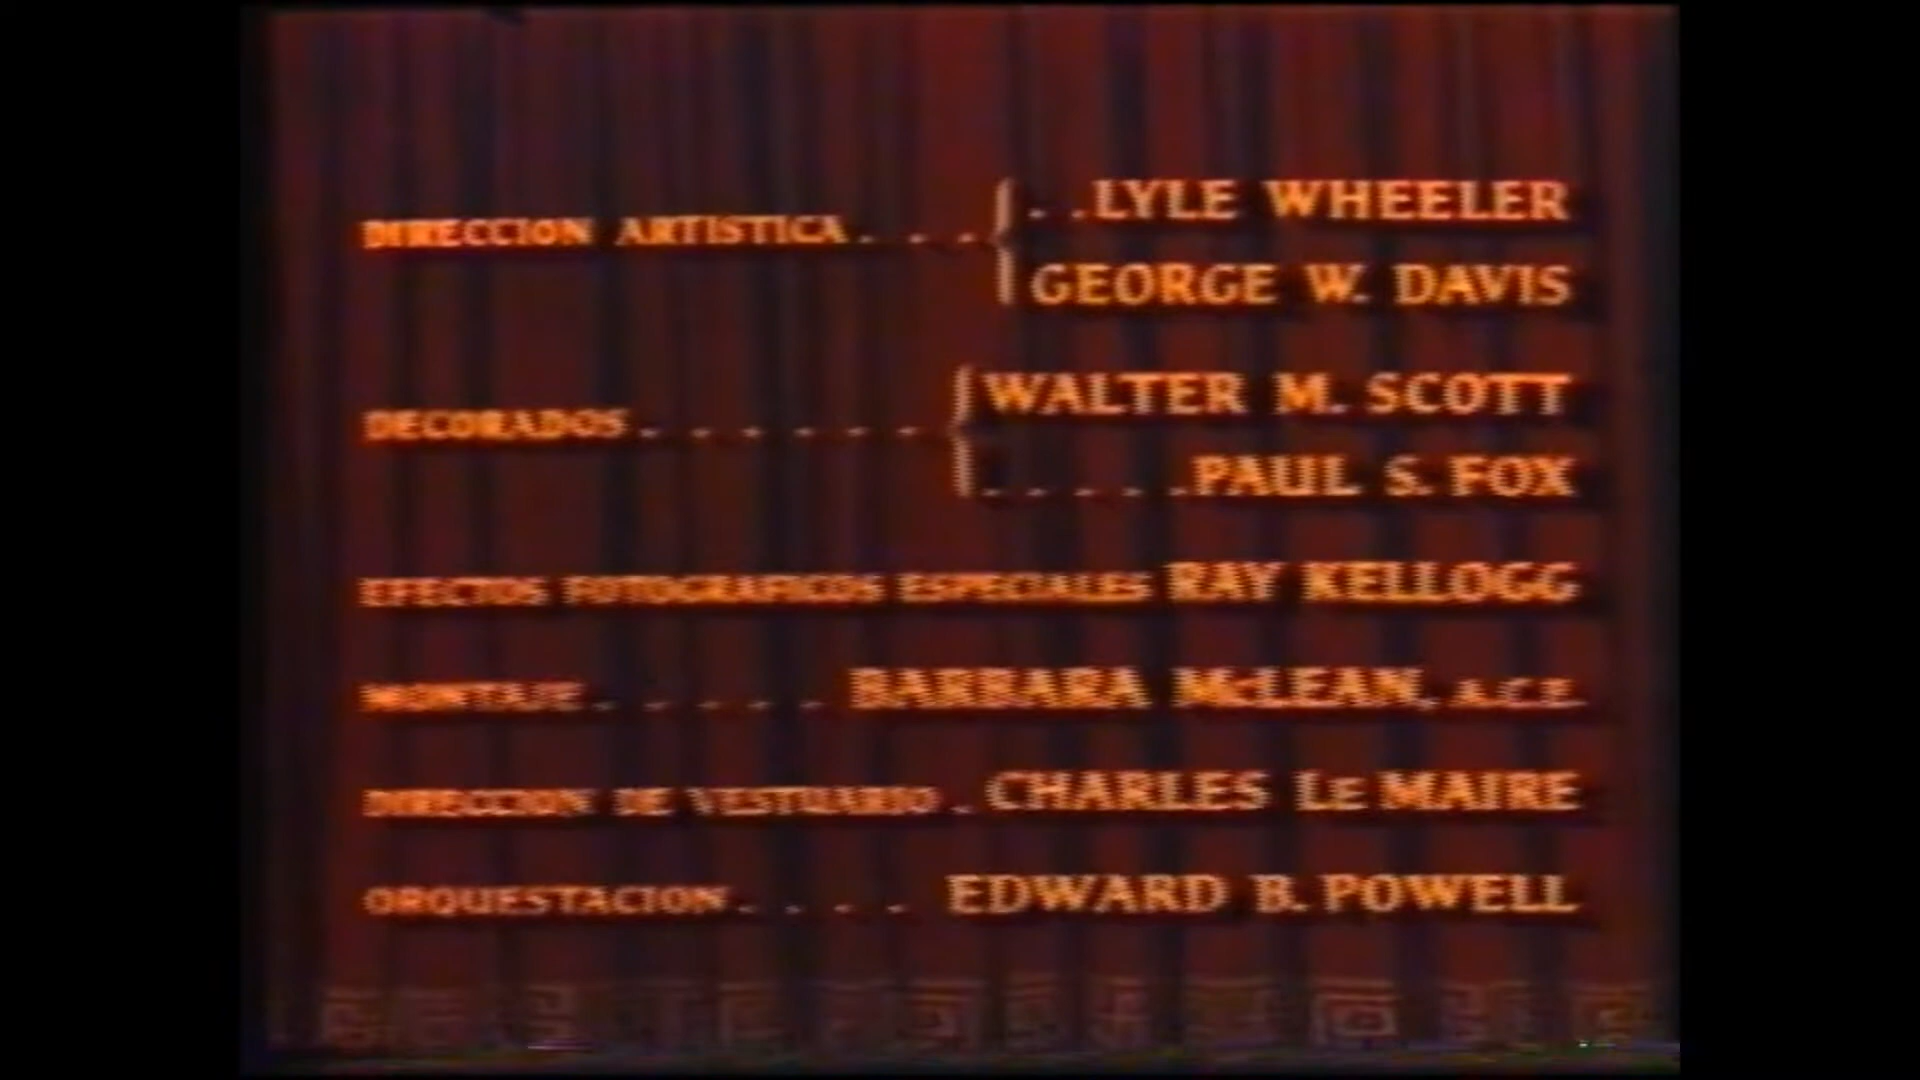 DIRECCION ARTISTICA . . . { . . LYLE WHEELER
GEORGE W. DAVIS
DECORADOS . . . . . . { WALTER M. SCOTT
. . . . . PAUL S. FOX
EFECTOS FOTOGRAFICOS ESPECIALES RAY KELLOGG
MONTAJE . . . . . BARBARA McLEAN, A.C.E.
DIRECCION DE VESTUARIO . CHARLES LE MAIRE
ORQUESTACION . . . . EDWARD B. POWELL